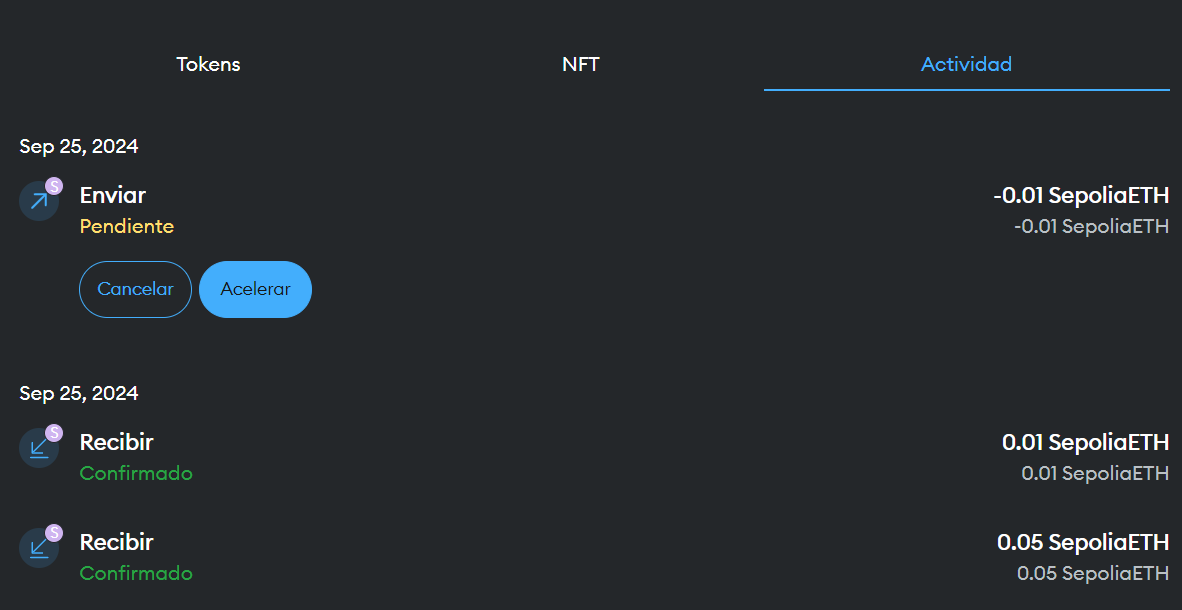 Tokens NFT Actividad
Sep 25, 2024
S
Enviar -0.01 SepoliaETH
Pendiente -0.01 SepoliaETH
Cancelar Acelerar
Sep 25, 2024
S
Recibir 0.01 SepoliaETH
Confirmado 0.01 SepoliaETH
S
Recibir 0.05 SepoliaETH
Confirmado 0.05 SepoliaETH